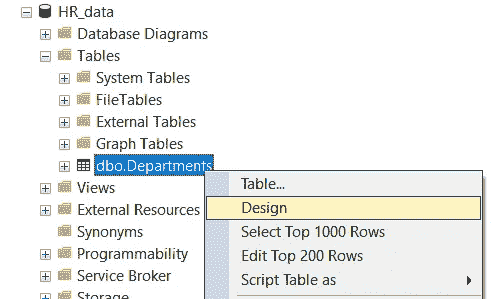 HR_data
Database Diagrams
Tables
System Tables
FileTables
External Tables
Graph Tables
dbo.Departments
Table...
Views
Design
External Resources
Select Top 1000 Rows
Synonyms
Edit Top 200 Rows
Programmability
Script Table as
Service Broker
Storage